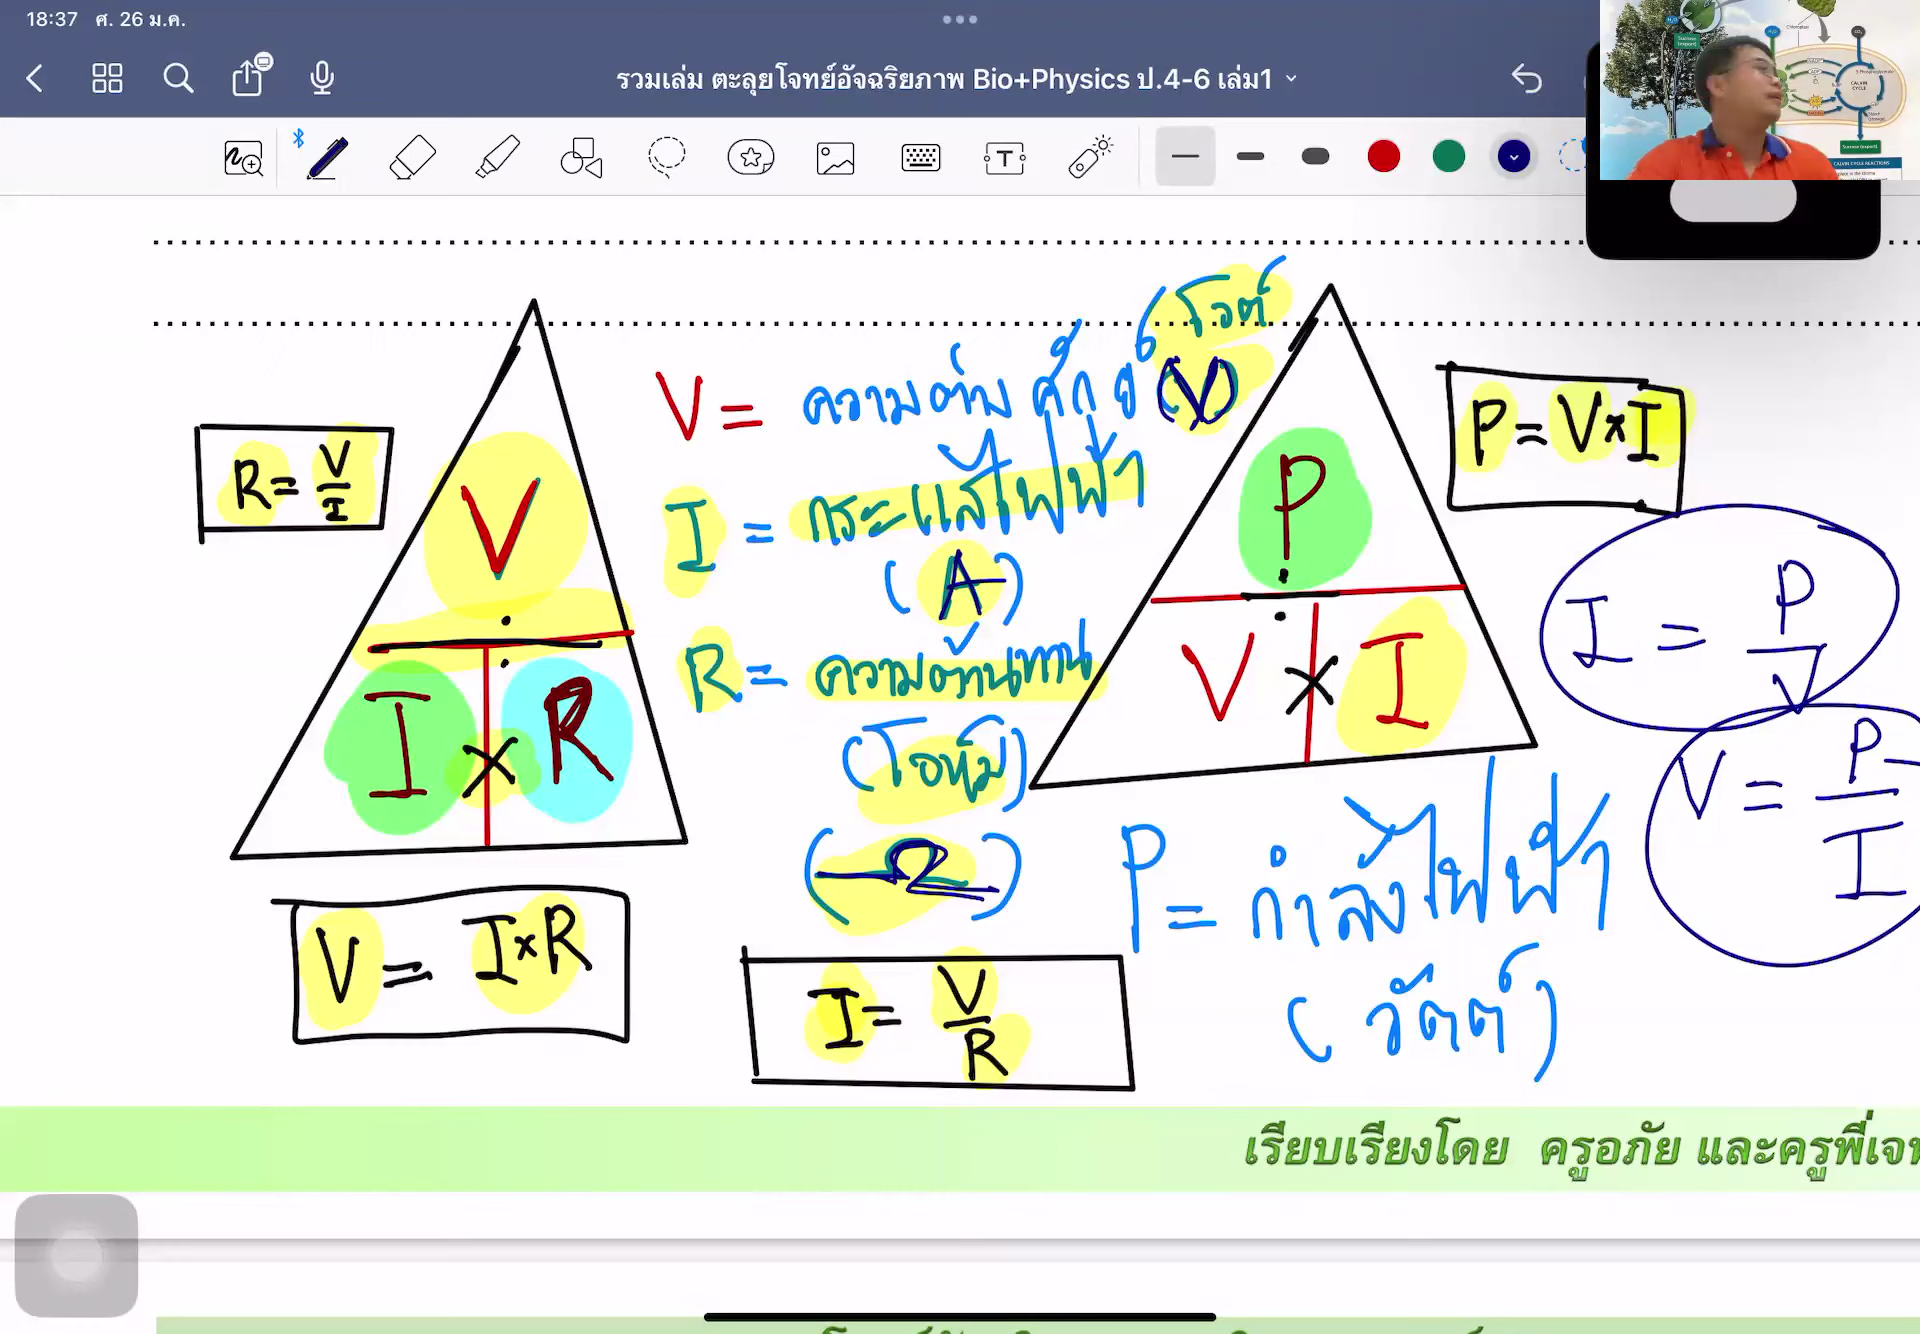 18:37 ศ. 26 ม.ค.
รวมเล่ม ตะลุยโจทย์อัจฉริยภาพ Bio+Physics ป.4-6 เล่ม1
R = V/I
V
I × R
V = I×R
V = ความต่างศักย์ (โวลต์
(V)
I = กระแสไฟฟ้า
(A)
R = ความต้านทาน
(โอห์ม)
(Ω)
I = V/R
P
V × I
P = V×I
I = P/V
V = P/I
P = กำลังไฟฟ้า
(วัตต์)
เรียบเรียงโดย ครูอภัย และครูพี่เจ
CALVIN CYCLE
CALVIN CYCLE REACTIONS